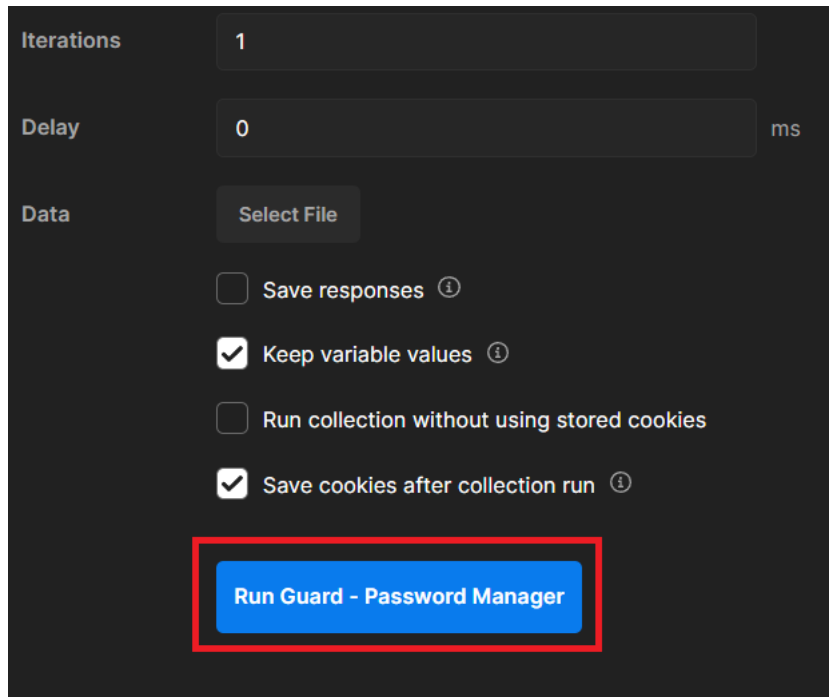 Iterations 1
Delay 0 ms
Data Select File
Save responses
Keep variable values
Run collection without using stored cookies
Save cookies after collection run
Run Guard - Password Manager